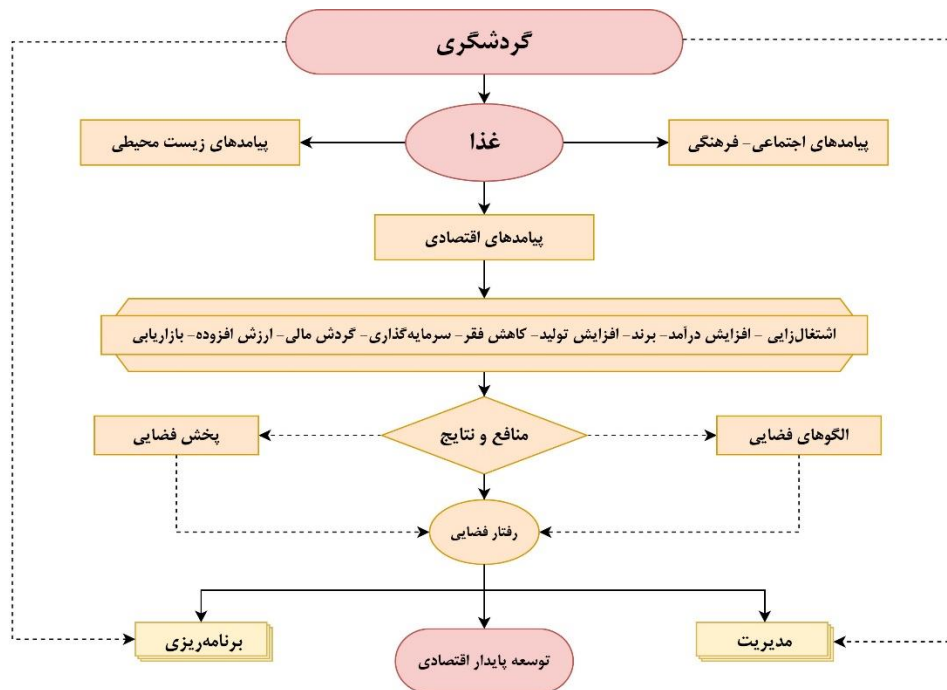 گردشگری
غذا
پیامدهای اجتماعی- فرهنگی
پیامدهای زیست محیطی
پیامدهای اقتصادی
اشتغال‌زایی - افزایش درآمد- برند- افزایش تولید- کاهش فقر- سرمایه‌گذاری- گردش مالی- ارزش افزوده- بازاریابی
الگوهای فضایی
منافع و نتایج
پخش فضایی
رفتار فضایی
مدیریت
برنامه‌ریزی
توسعه پایدار اقتصادی